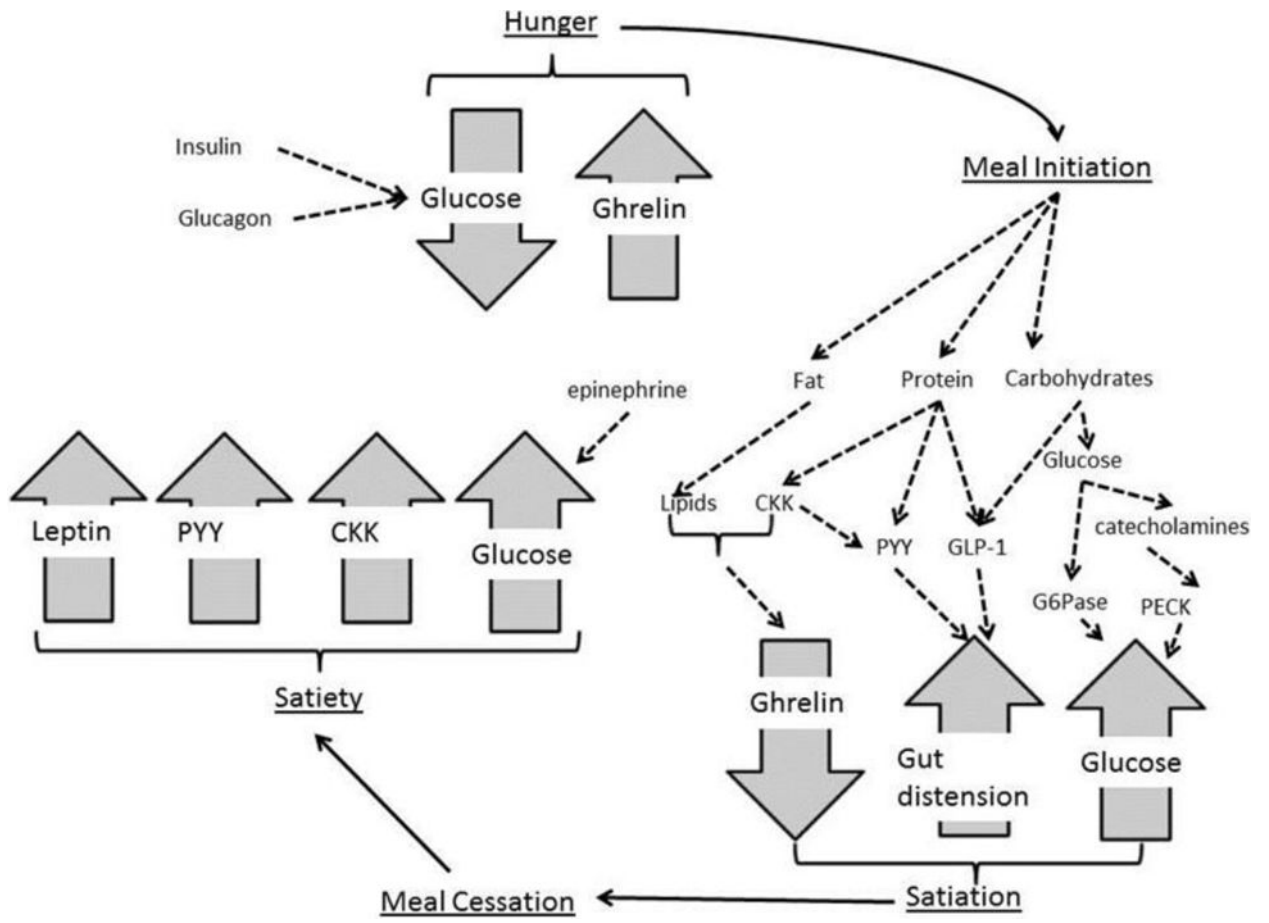 Hunger
Insulin
Glucagon
Glucose
Ghrelin
Meal Initiation
Fat
Protein
Carbohydrates
epinephrine
Glucose
Lipids
CKK
catecholamines
PYY
GLP-1
G6Pase
PECK
Leptin
PYY
CKK
Glucose
Satiety
Ghrelin
Gut
distension
Glucose
Meal Cessation
Satiation